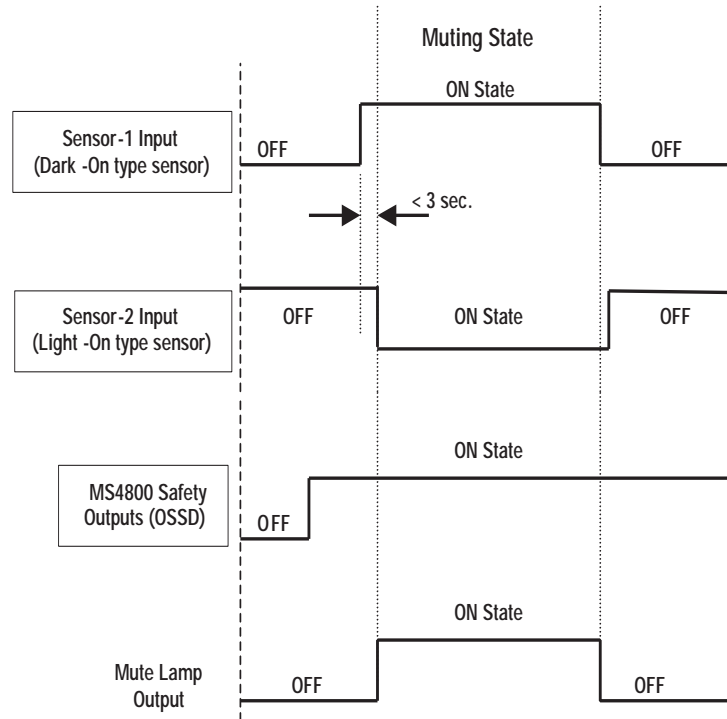 Muting State
ON State
Sensor-1 Input
(Dark -On type sensor)
OFF
OFF
< 3 sec.
Sensor-2 Input
(Light -On type sensor)
OFF
ON State
OFF
ON State
MS4800 Safety
Outputs (OSSD)
OFF
ON State
Mute Lamp
Output
OFF
OFF